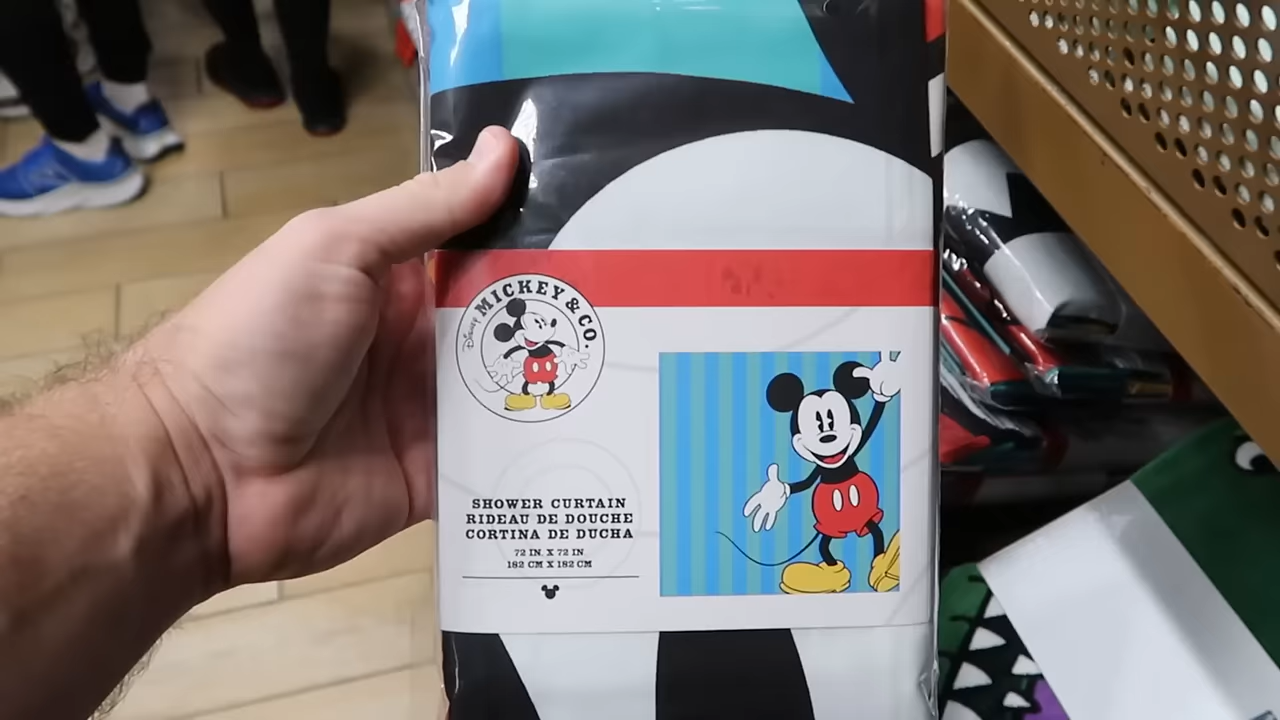 Disney
MICKEY & CO.
SHOWER CURTAIN
RIDEAU DE DOUCHE
CORTINA DE DUCHA
72 IN. X 72 IN
182 CM X 182 CM